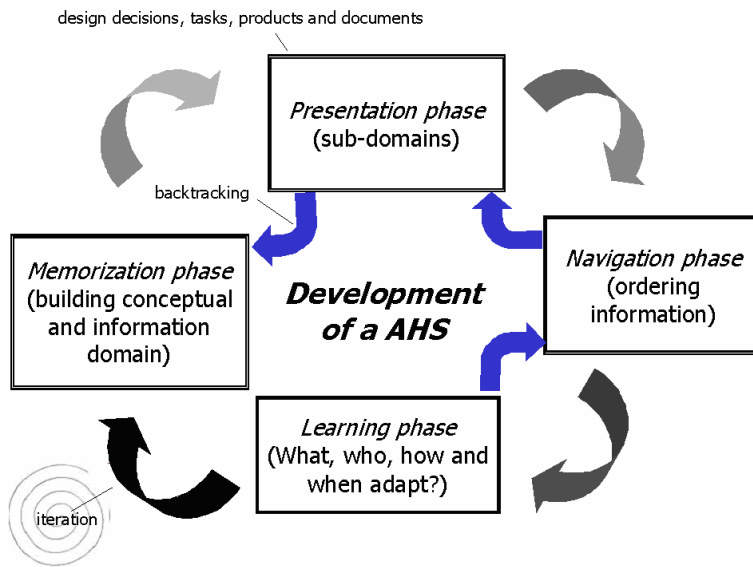 design decisions, tasks, products and documents
Presentation phase
(sub-domains)
backtracking
Memorization phase
(building conceptual
and information
domain)
Development
of a AHS
Navigation phase
(ordering
information)
Learning phase
(What, who, how and
when adapt?)
iteration